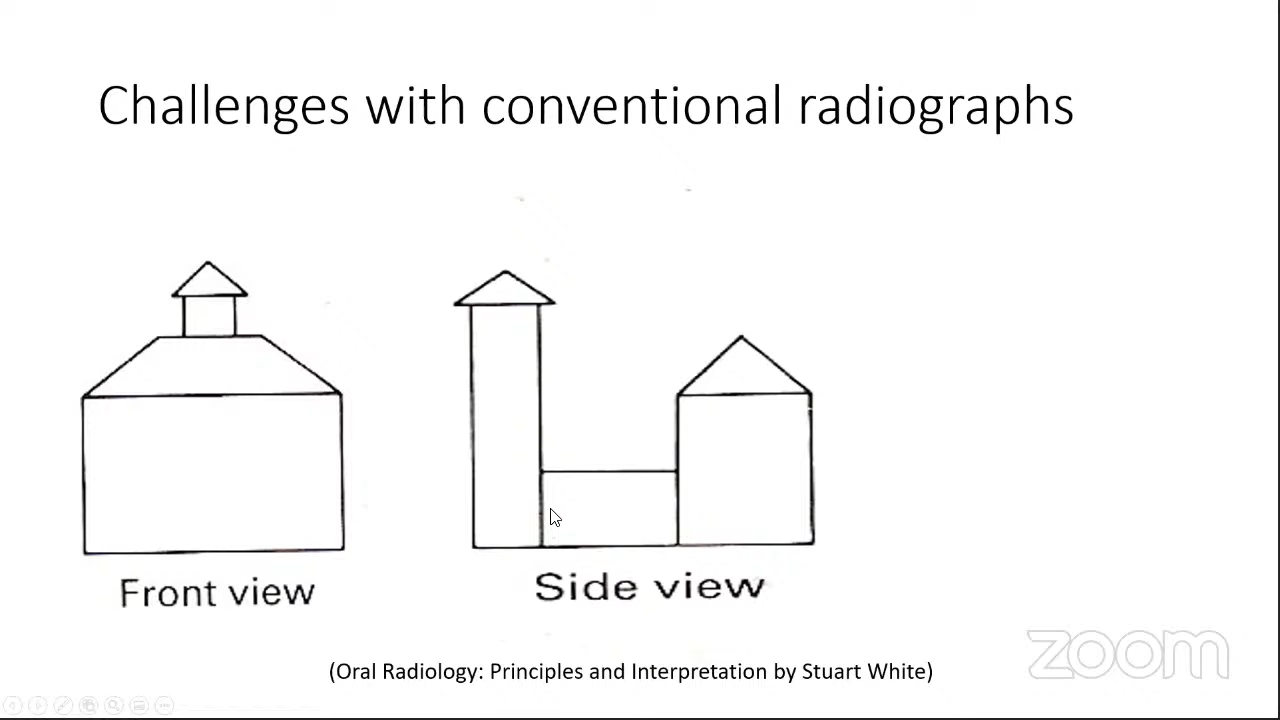 Challenges with conventional radiographs
Front view
Side view
(Oral Radiology: Principles and Interpretation by Stuart White)
zoom